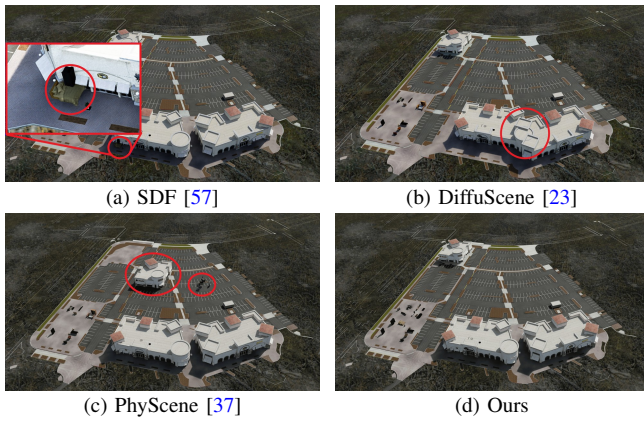 (a) SDF [57]
(b) DiffuScene [23]
(c) PhyScene [37]
(d) Ours